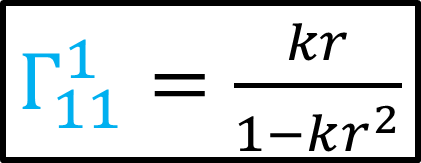 Γ¹₁₁ = kr / (1−kr²)